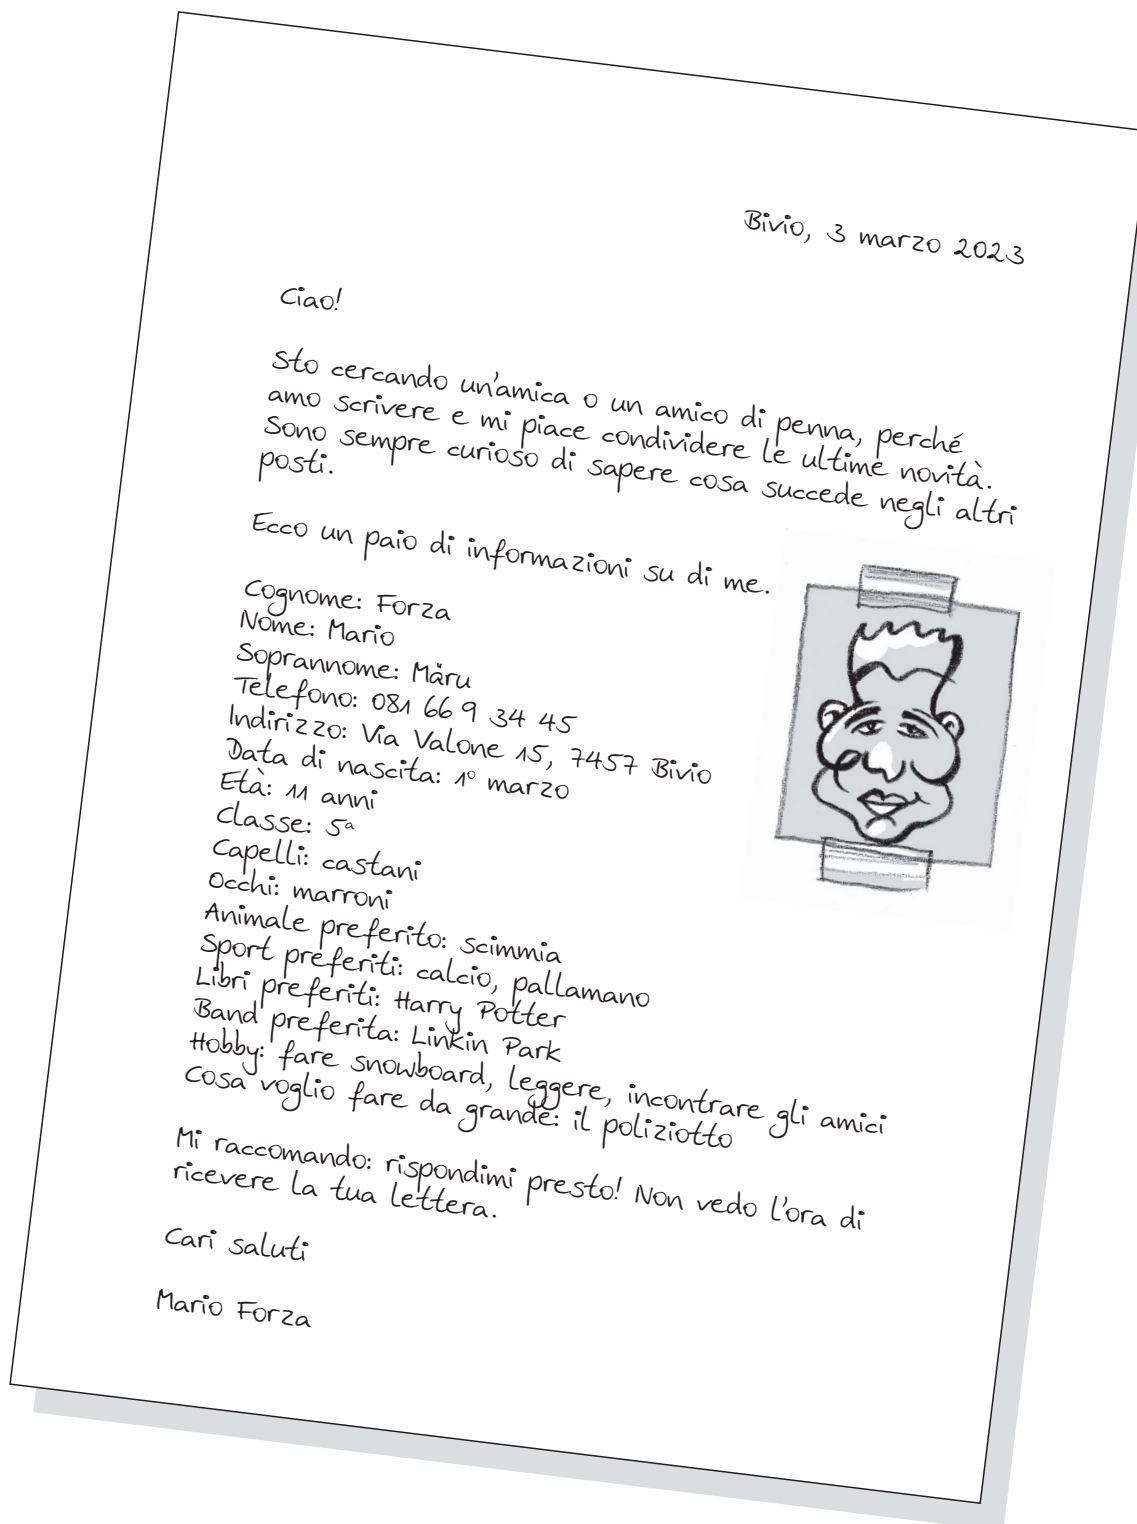 Bivio, 3 marzo 2023
Ciao!
Sto cercando un'amica o un amico di penna, perché
amo scrivere e mi piace condividere le ultime novità.
Sono sempre curioso di sapere cosa succede negli altri
posti.
Ecco un paio di informazioni su di me.
Cognome: Forza
Nome: Mario
Soprannome: Märu
Telefono: 081 66 9 34 45
Indirizzo: Via Valone 15, 7457 Bivio
Data di nascita: 1° marzo
Età: 11 anni
Classe: 5ª
Capelli: castani
Occhi: marroni
Animale preferito: scimmia
Sport preferiti: calcio, pallamano
Libri preferiti: Harry Potter
Band preferita: Linkin Park
Hobby: fare snowboard, leggere, incontrare gli amici
Cosa voglio fare da grande: il poliziotto
Mi raccomando: rispondimi presto! Non vedo l'ora di
ricevere la tua lettera.
Cari saluti
Mario Forza